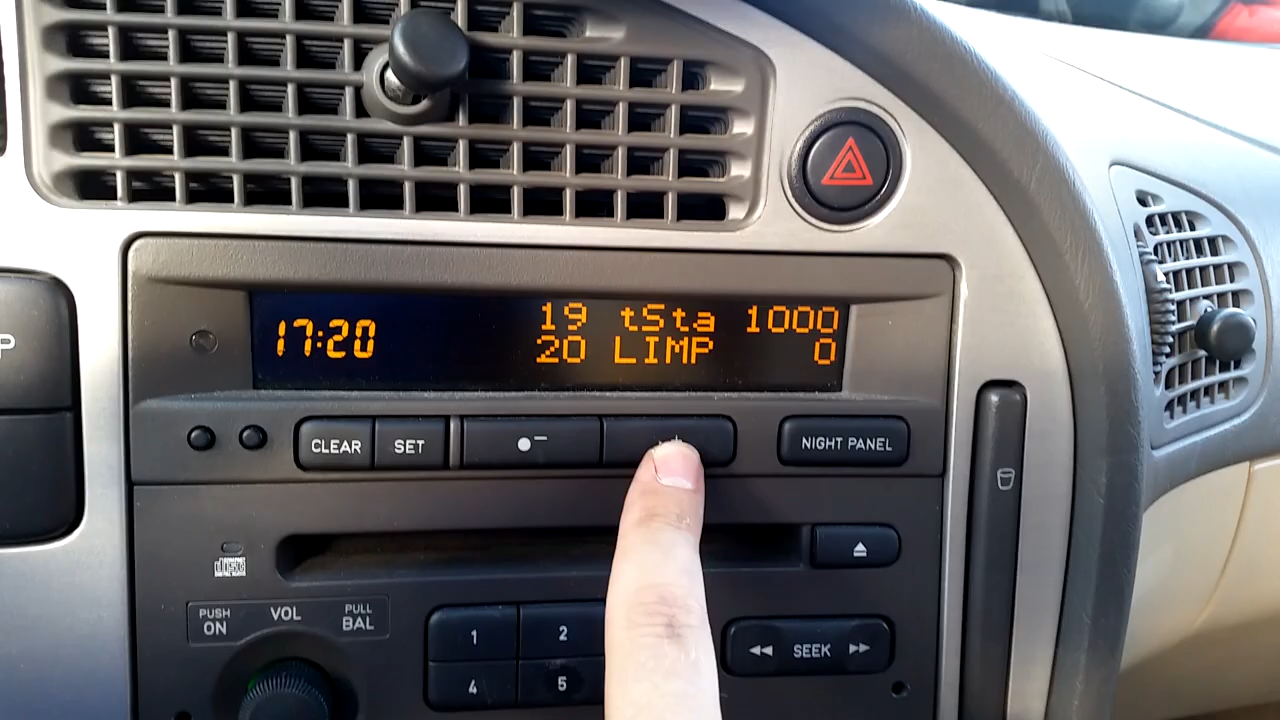 P
17:20
19 tSta 1000
20 LIMP 0
CLEAR
SET
NIGHT PANEL
PUSH ON
VOL
PULL BAL
1
2
4
5
SEEK